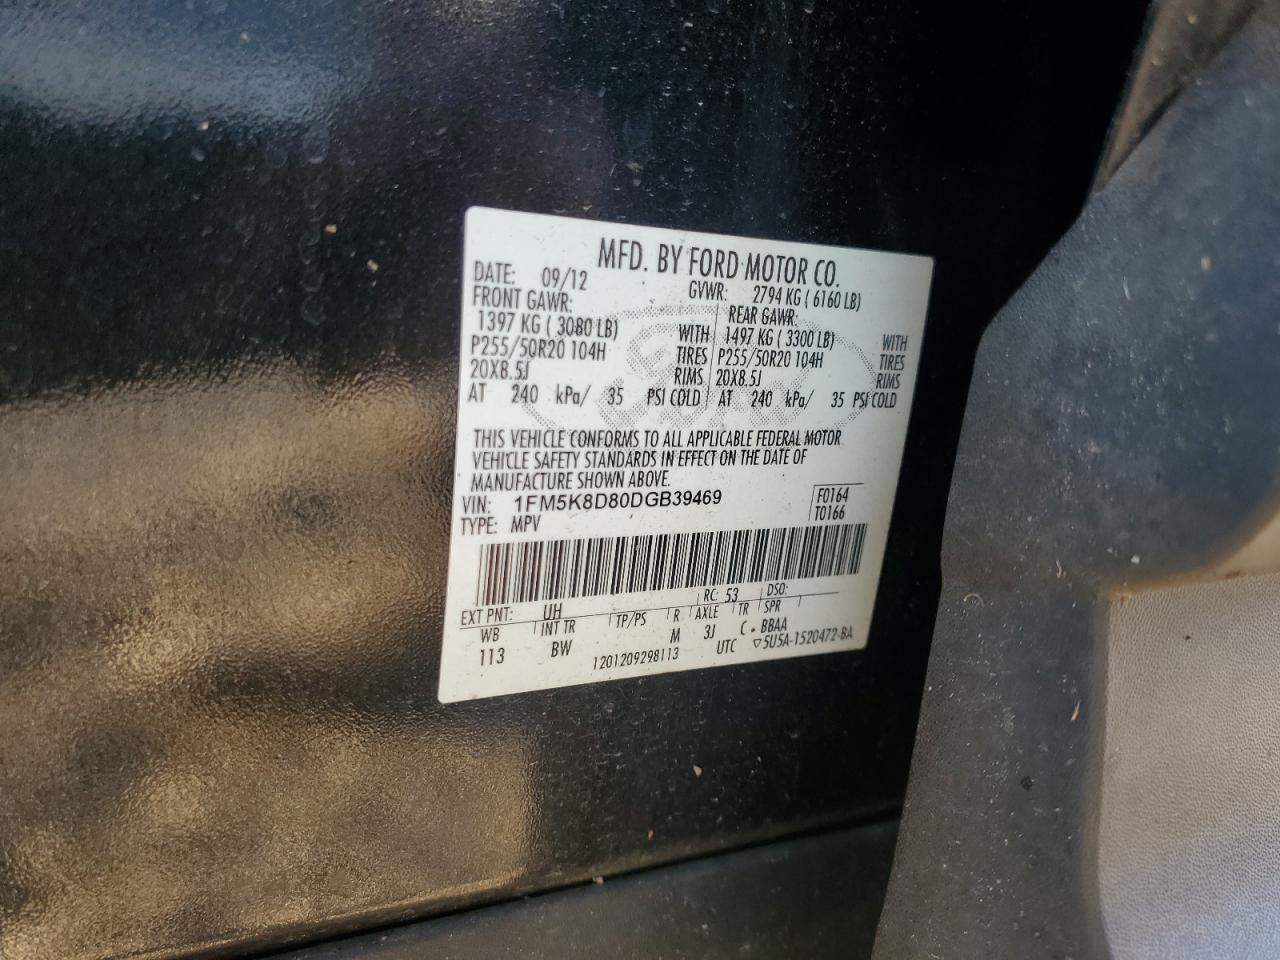 MFD. BY FORD MOTOR CO.
DATE: 09/12 GVWR: 2794 KG ( 6160 LB)
FRONT GAWR: REAR GAWR:
1397 KG ( 3080 LB) WITH 1497 KG ( 3300 LB) WITH
P255/50R20 104H TIRES P255/50R20 104H TIRES
20X8.5J RIMS 20X8.5J RIMS
AT 240 kPa/ 35 PSI COLD AT 240 kPa/ 35 PSI COLD
THIS VEHICLE CONFORMS TO ALL APPLICABLE FEDERAL MOTOR
VEHICLE SAFETY STANDARDS IN EFFECT ON THE DATE OF
MANUFACTURE SHOWN ABOVE.
VIN: 1FM5K8D80DGB39469 F0164
TYPE: MPV T0166
EXT PNT: UH RC: 53 DSO:
WB INT TR TP/PS R AXLE TR SPR
113 BW M 3J C BBAA
1201209298113 UTC ▽5U5A-1520472-BA